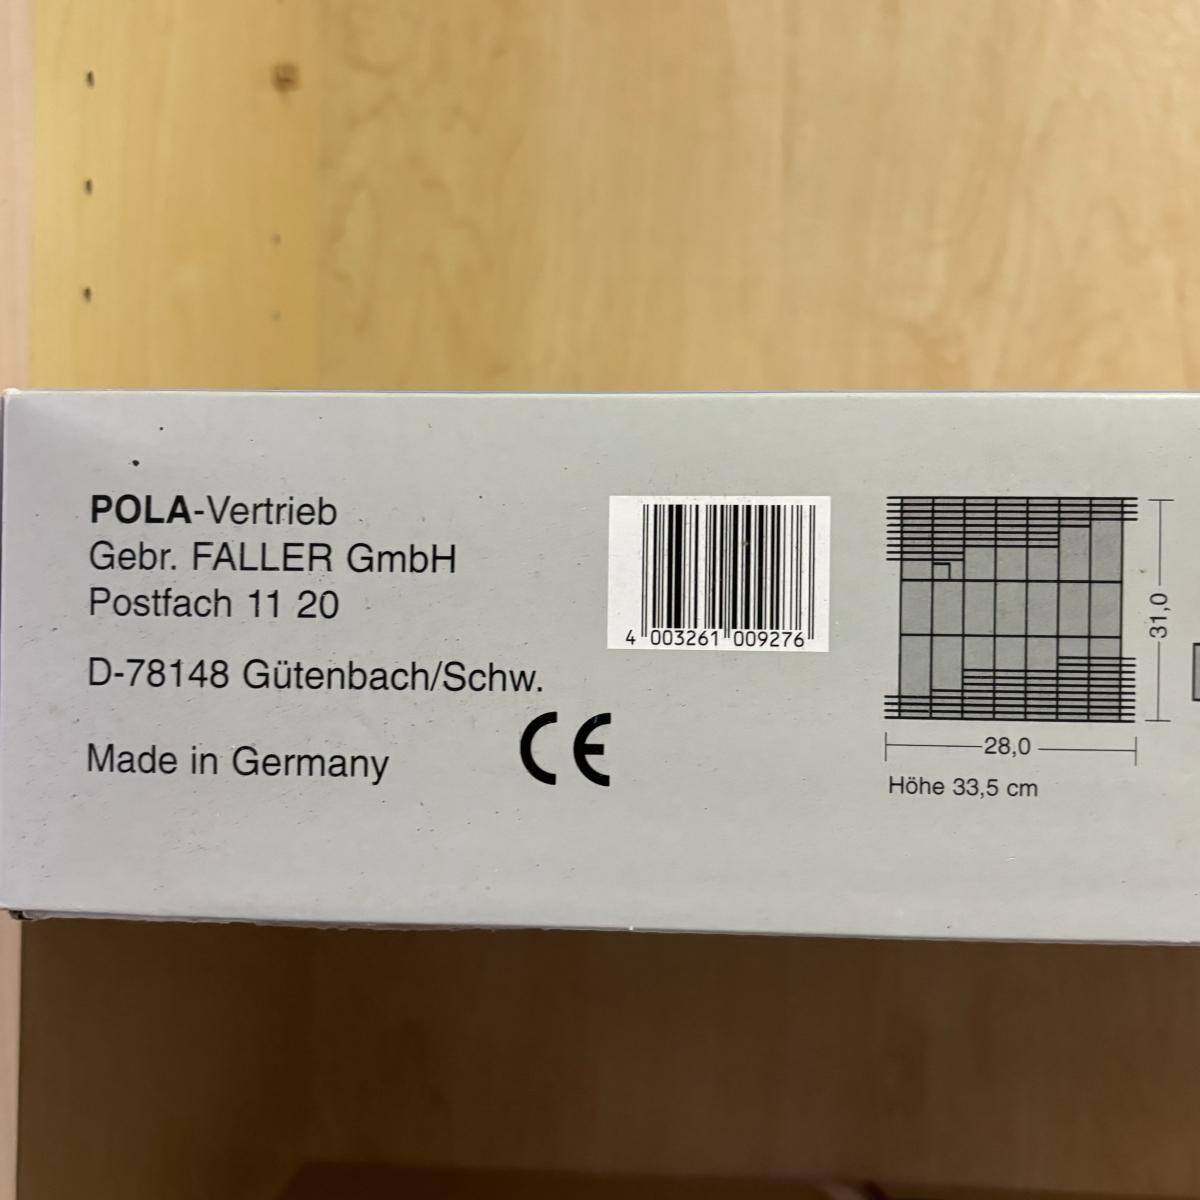 POLA-Vertrieb
Gebr. FALLER GmbH
Postfach 11 20
D-78148 Gütenbach/Schw.
Made in Germany
CE
4 003261 009276
31,0
28,0
Höhe 33,5 cm